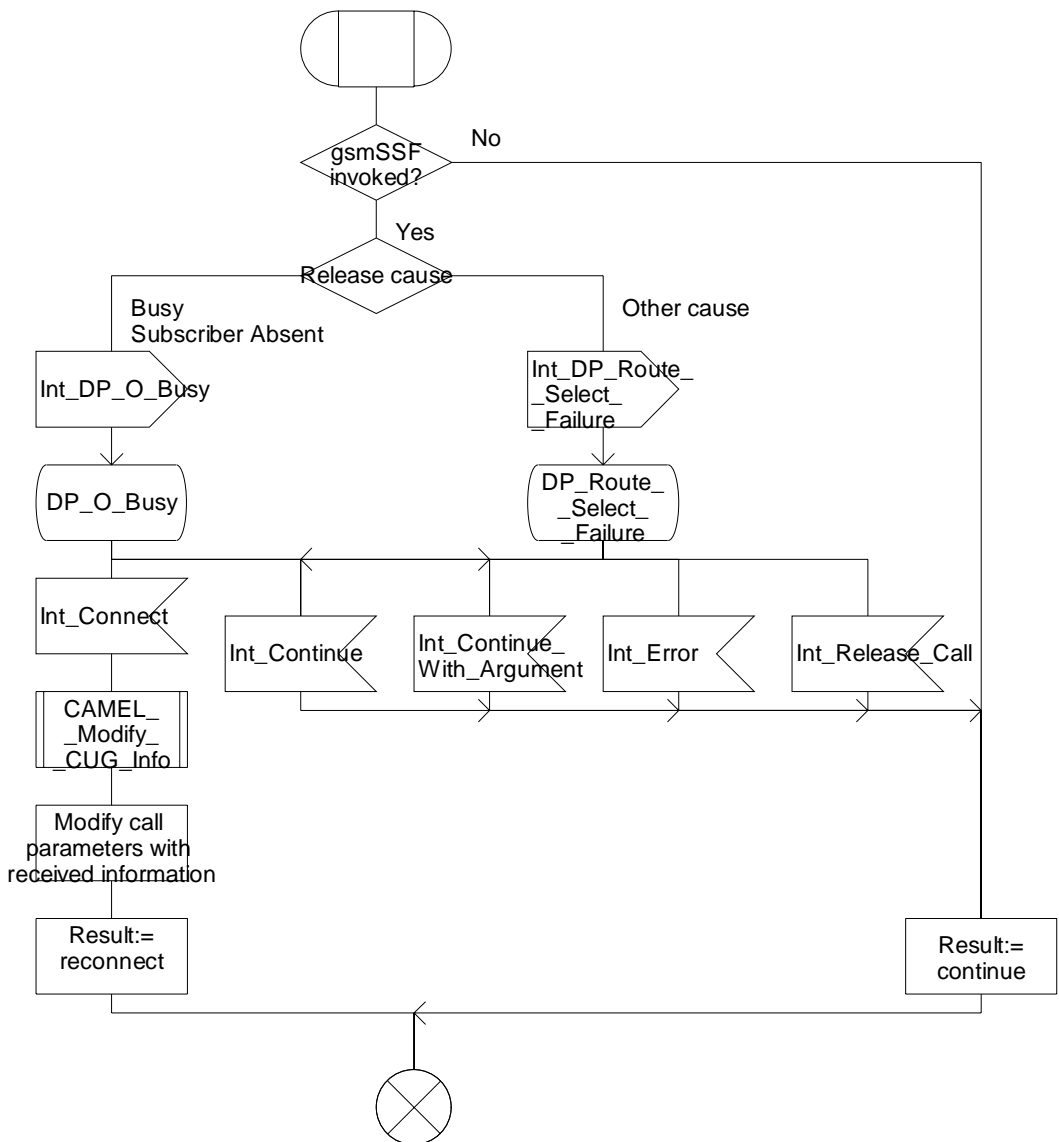 No
gsmSSF
invoked?
Yes
Release cause
Busy
Subscriber Absent
Other cause
Int_DP_O_Busy
Int_DP_Route_
_Select_
_Failure
DP_O_Busy
DP_Route_
_Select_
_Failure
Int_Connect
Int_Continue
Int_Continue_
With_Argument
Int_Error
Int_Release_Call
CAMEL_
_Modify_
_CUG_Info
Modify call
parameters with
received information
Result:=
reconnect
Result:=
continue